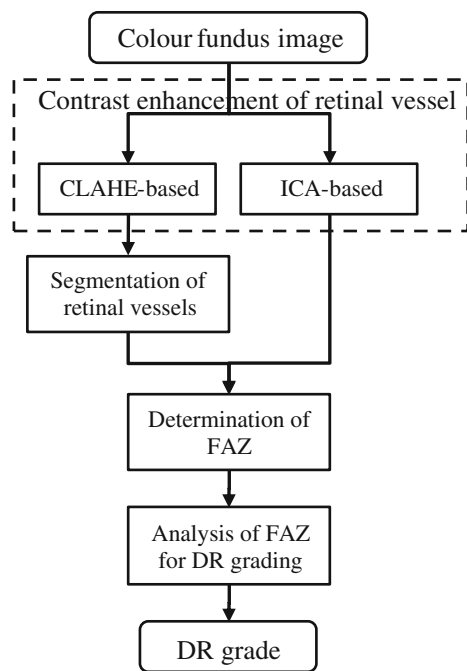 Colour fundus image
Contrast enhancement of retinal vessel
CLAHE-based
ICA-based
Segmentation of
retinal vessels
Determination of
FAZ
Analysis of FAZ
for DR grading
DR grade